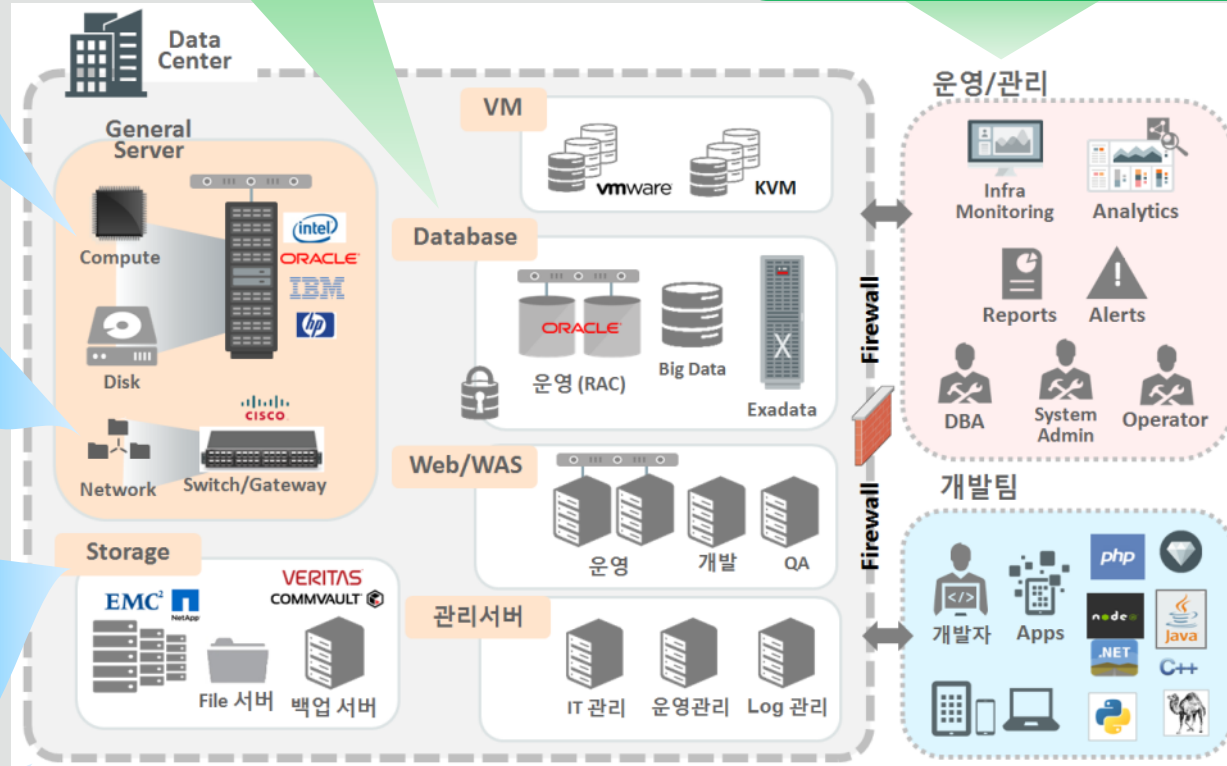 Data
Center
General
Server
Compute
intel
ORACLE
IBM
hp
Disk
CISCO
Network
Switch/Gateway
Storage
EMC²
NetApp
VERITAS
COMMVAULT
File 서버
백업 서버
VM
vmware
KVM
Database
ORACLE
운영 (RAC)
Big Data
X
Exadata
Web/WAS
운영
개발
QA
관리서버
IT 관리
운영관리
Log 관리
Firewall
Firewall
운영/관리
Infra
Monitoring
Analytics
Reports
Alerts
DBA
System
Admin
Operator
개발팀
</>
개발자
Apps
php
node
Java
.NET
C++